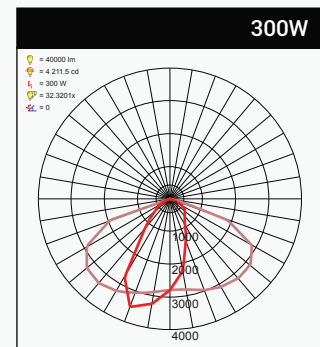 300W
= 40000 lm
= 4 211.5 cd
= 300 W
= 32.3201x
= 0
1000
2000
3000
4000